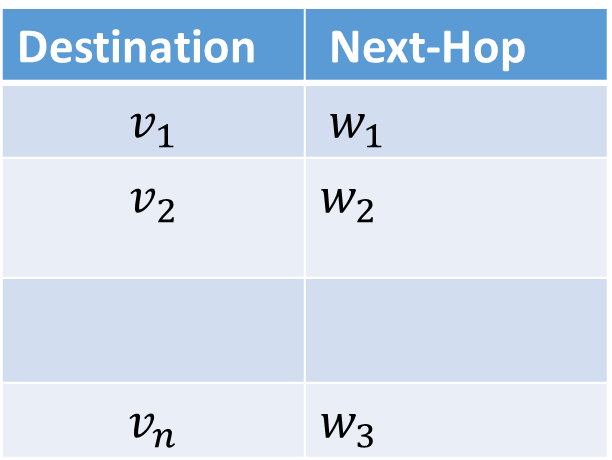 Destination Next-Hop
v₁ w₁
v₂ w₂
vₙ w₃